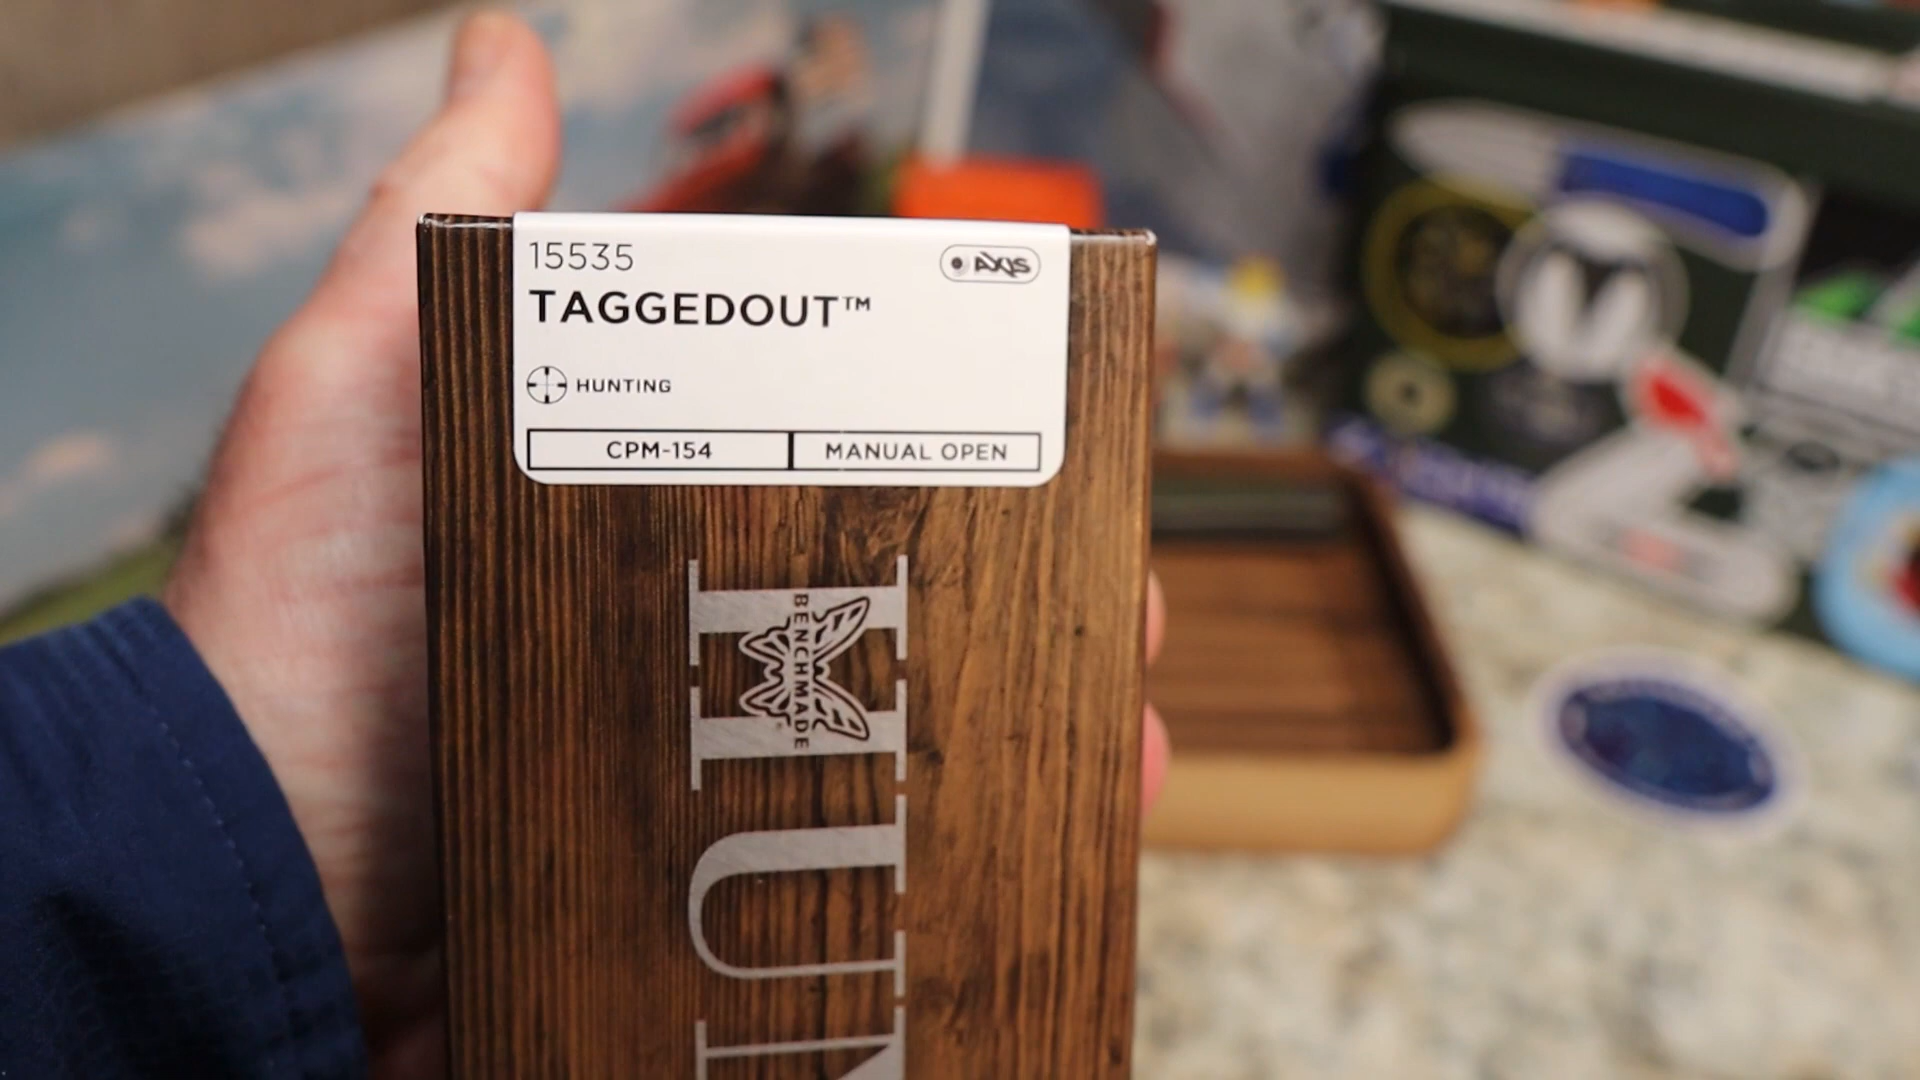 15535
AXIS
TAGGEDOUT™
HUNTING
CPM-154
MANUAL OPEN
BENCHMADE
HUN